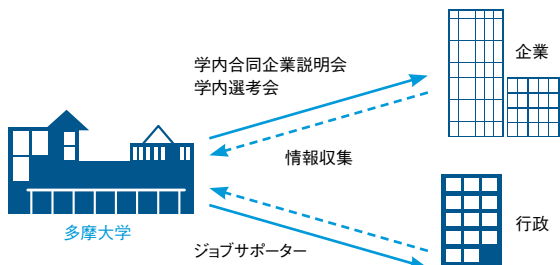 学内合同企業説明会
学内選考会
企業
情報収集
多摩大学
ジョブサポーター
行政